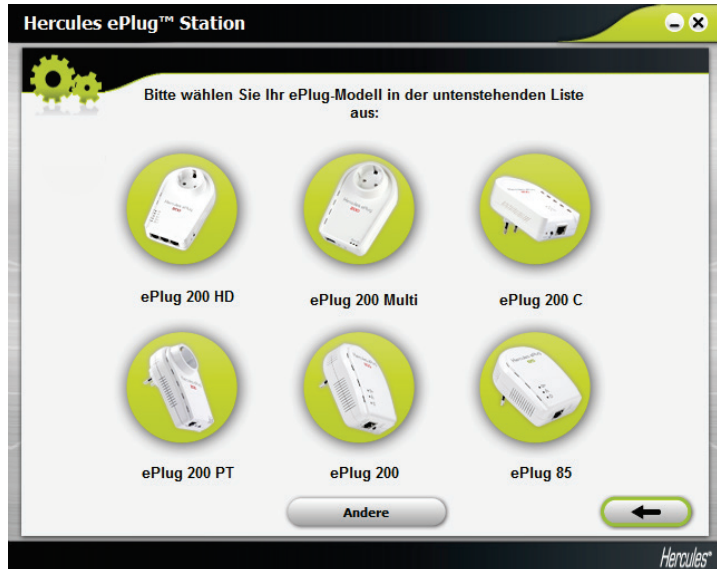 Hercules ePlug™ Station
Bitte wählen Sie Ihr ePlug-Modell in der untenstehenden Liste
aus:
ePlug 200 HD
ePlug 200 Multi
ePlug 200 C
ePlug 200 PT
ePlug 200
ePlug 85
Andere
Hercules®